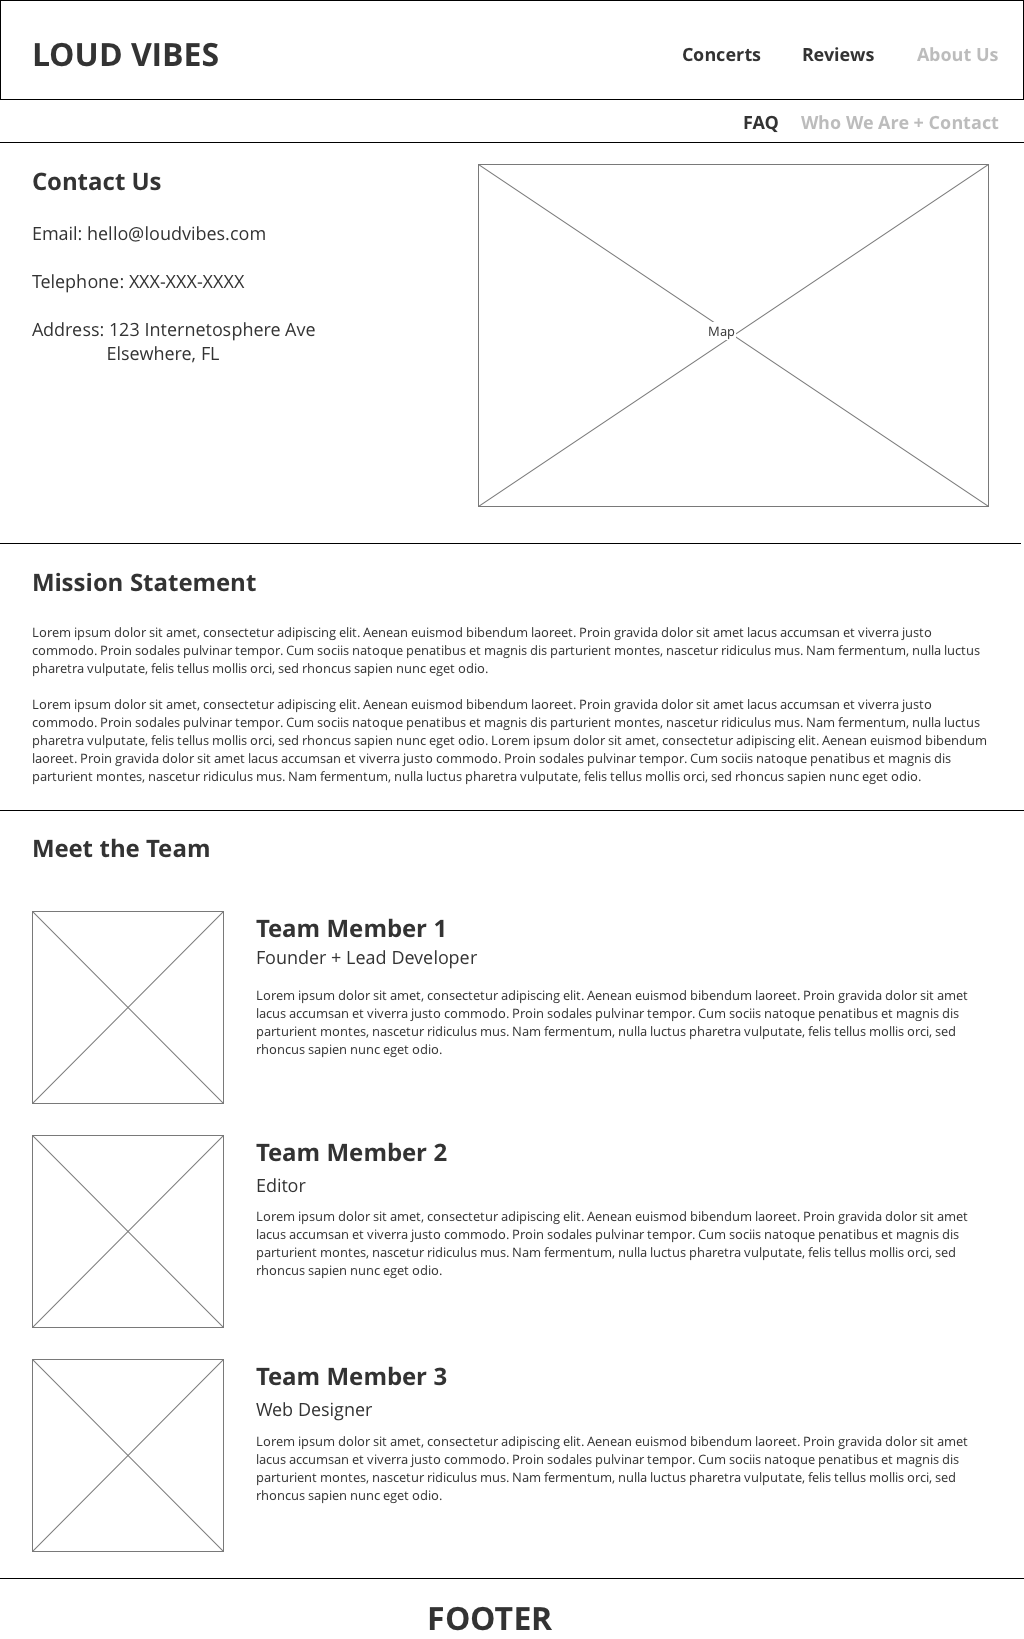 LOUD VIBES
Concerts Reviews About Us
FAQ Who We Are + Contact
Contact Us
Email: hello@loudvibes.com
Telephone: XXX-XXX-XXXX
Address: 123 Internetosphere Ave
Elsewhere, FL
Map
Mission Statement
Lorem ipsum dolor sit amet, consectetur adipiscing elit. Aenean euismod bibendum laoreet. Proin gravida dolor sit amet lacus accumsan et viverra justo
commodo. Proin sodales pulvinar tempor. Cum sociis natoque penatibus et magnis dis parturient montes, nascetur ridiculus mus. Nam fermentum, nulla luctus
pharetra vulputate, felis tellus mollis orci, sed rhoncus sapien nunc eget odio.
Lorem ipsum dolor sit amet, consectetur adipiscing elit. Aenean euismod bibendum laoreet. Proin gravida dolor sit amet lacus accumsan et viverra justo
commodo. Proin sodales pulvinar tempor. Cum sociis natoque penatibus et magnis dis parturient montes, nascetur ridiculus mus. Nam fermentum, nulla luctus
pharetra vulputate, felis tellus mollis orci, sed rhoncus sapien nunc eget odio. Lorem ipsum dolor sit amet, consectetur adipiscing elit. Aenean euismod bibendum
laoreet. Proin gravida dolor sit amet lacus accumsan et viverra justo commodo. Proin sodales pulvinar tempor. Cum sociis natoque penatibus et magnis dis
parturient montes, nascetur ridiculus mus. Nam fermentum, nulla luctus pharetra vulputate, felis tellus mollis orci, sed rhoncus sapien nunc eget odio.
Meet the Team
Team Member 1
Founder + Lead Developer
Lorem ipsum dolor sit amet, consectetur adipiscing elit. Aenean euismod bibendum laoreet. Proin gravida dolor sit amet
lacus accumsan et viverra justo commodo. Proin sodales pulvinar tempor. Cum sociis natoque penatibus et magnis dis
parturient montes, nascetur ridiculus mus. Nam fermentum, nulla luctus pharetra vulputate, felis tellus mollis orci, sed
rhoncus sapien nunc eget odio.
Team Member 2
Editor
Lorem ipsum dolor sit amet, consectetur adipiscing elit. Aenean euismod bibendum laoreet. Proin gravida dolor sit amet
lacus accumsan et viverra justo commodo. Proin sodales pulvinar tempor. Cum sociis natoque penatibus et magnis dis
parturient montes, nascetur ridiculus mus. Nam fermentum, nulla luctus pharetra vulputate, felis tellus mollis orci, sed
rhoncus sapien nunc eget odio.
Team Member 3
Web Designer
Lorem ipsum dolor sit amet, consectetur adipiscing elit. Aenean euismod bibendum laoreet. Proin gravida dolor sit amet
lacus accumsan et viverra justo commodo. Proin sodales pulvinar tempor. Cum sociis natoque penatibus et magnis dis
parturient montes, nascetur ridiculus mus. Nam fermentum, nulla luctus pharetra vulputate, felis tellus mollis orci, sed
rhoncus sapien nunc eget odio.
FOOTER